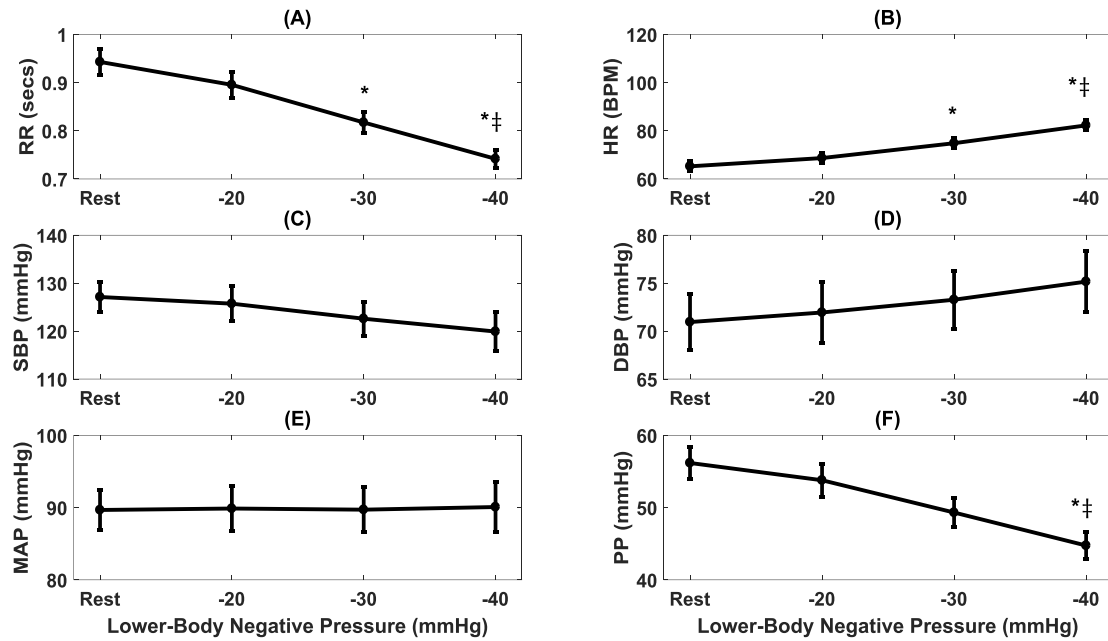 (A)
1
0.9
0.8
0.7
RR (secs)
*
*‡
Rest -20 -30 -40
(B)
120
100
80
60
HR (BPM)
*
*‡
Rest -20 -30 -40
(C)
140
130
120
110
SBP (mmHg)
Rest -20 -30 -40
(D)
80
75
70
65
DBP (mmHg)
Rest -20 -30 -40
(E)
100
90
80
MAP (mmHg)
Rest -20 -30 -40
Lower-Body Negative Pressure (mmHg)
(F)
60
50
40
PP (mmHg)
*‡
Rest -20 -30 -40
Lower-Body Negative Pressure (mmHg)